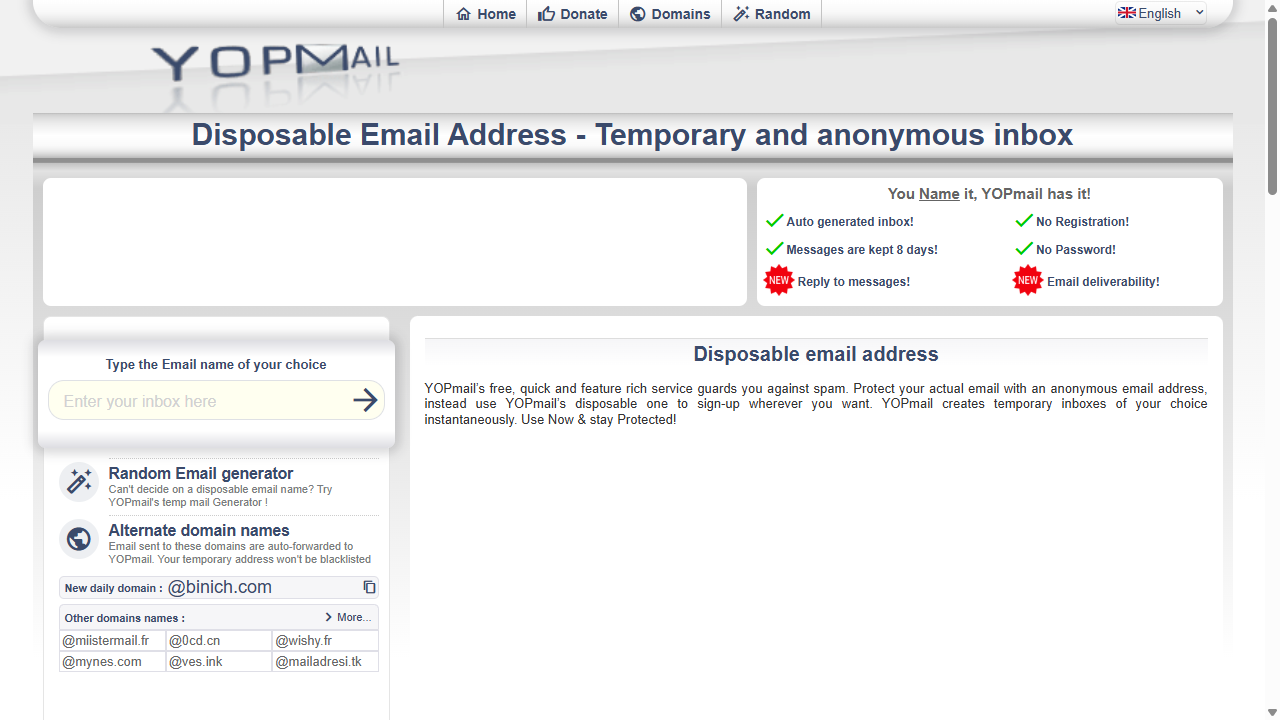 Home Donate Domains Random English
YOPMAIL
Disposable Email Address - Temporary and anonymous inbox
You Name it, YOPmail has it!
Auto generated inbox! No Registration!
Messages are kept 8 days! No Password!
NEW Reply to messages! NEW Email deliverability!
Type the Email name of your choice
Enter your inbox here
Random Email generator
Can't decide on a disposable email name? Try
YOPmail's temp mail Generator !
Alternate domain names
Email sent to these domains are auto-forwarded to
YOPmail. Your temporary address won't be blacklisted
New daily domain : @binich.com
Other domains names : More...
@miistermail.fr @0cd.cn @wishy.fr
@mynes.com @ves.ink @mailadresi.tk
Disposable email address
YOPmail's free, quick and feature rich service guards you against spam. Protect your actual email with an anonymous email address,
instead use YOPmail's disposable one to sign-up wherever you want. YOPmail creates temporary inboxes of your choice
instantaneously. Use Now & stay Protected!